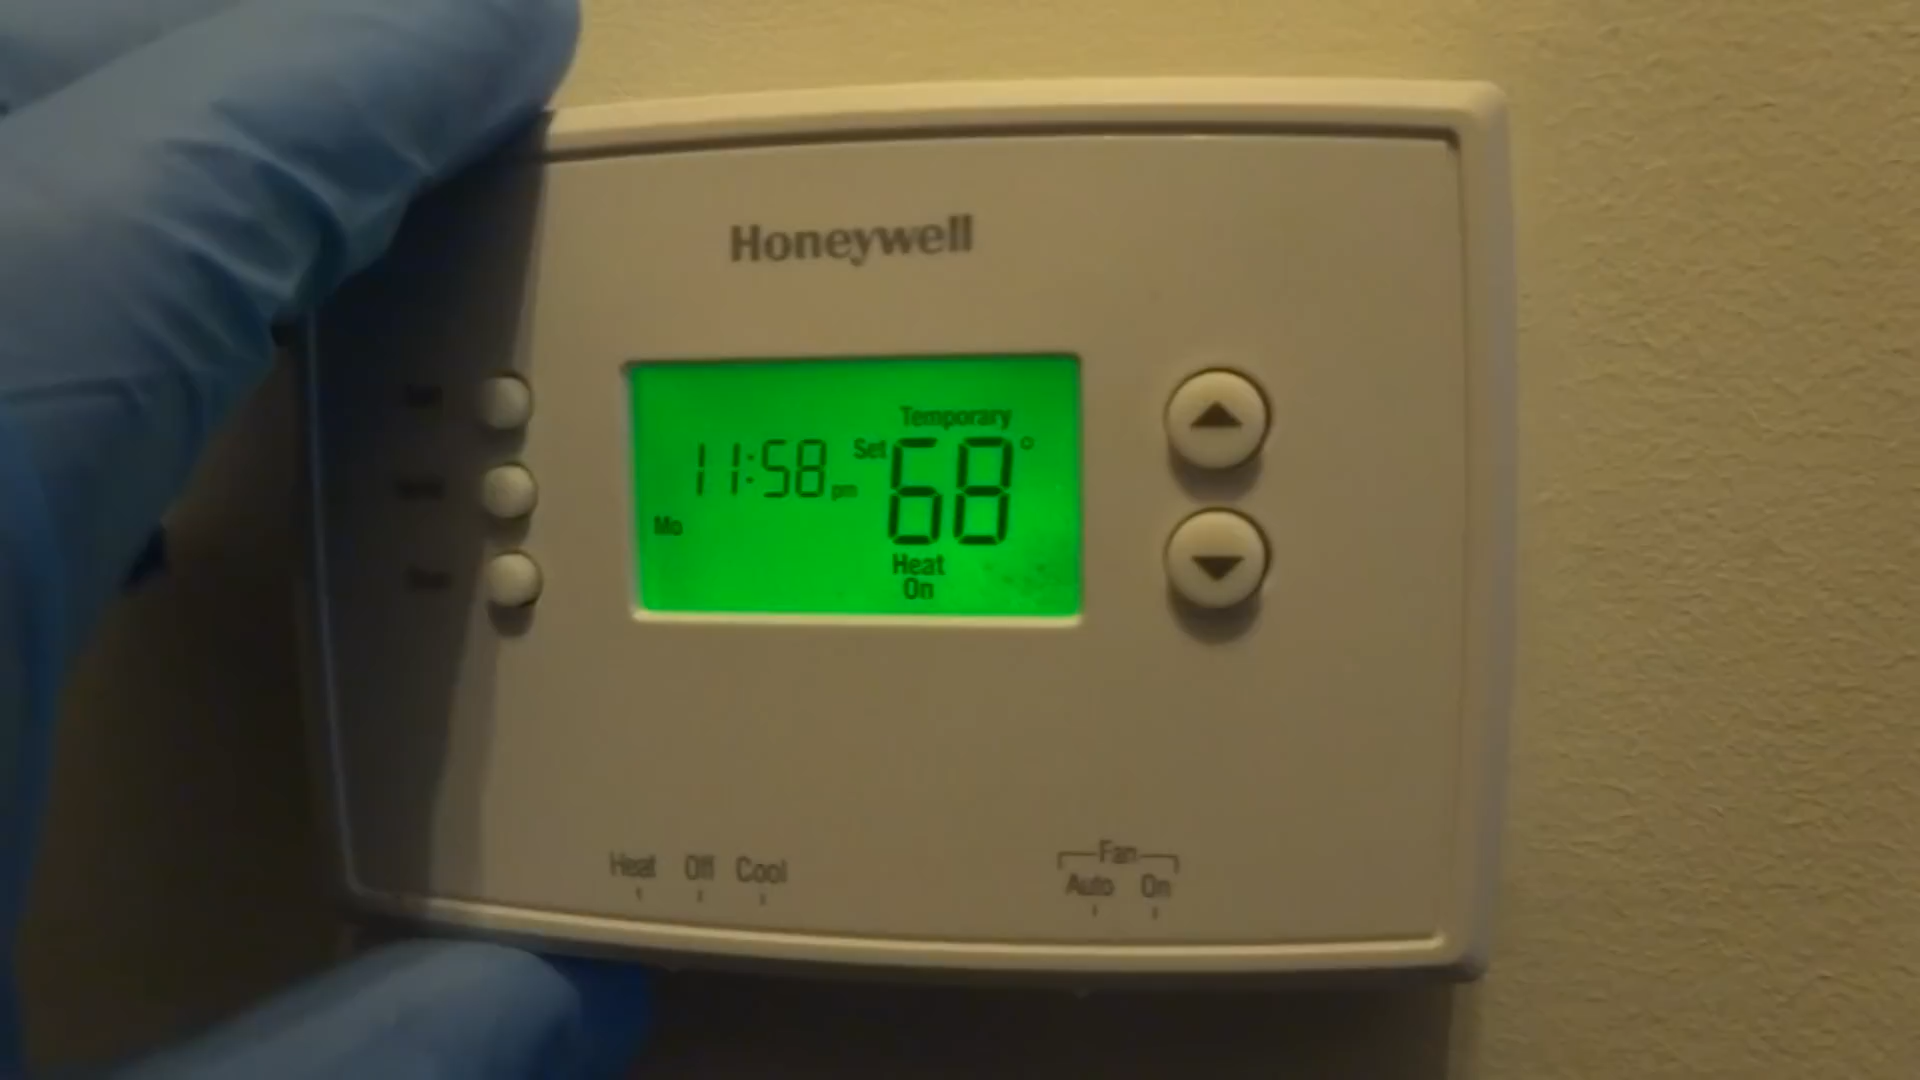 Honeywell
Temporary
11:58 pm Set 68°
Mo
Heat
On
Heat Off Cool
Fan
Auto On